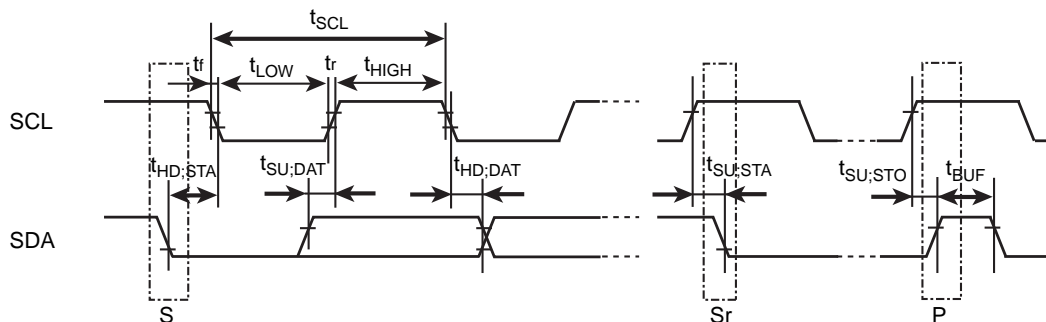 tSCL
tf tLOW tr tHIGH
SCL
tHD;STA tSU;DAT tHD;DAT tSU;STA tSU;STO tBUF
SDA
S Sr P